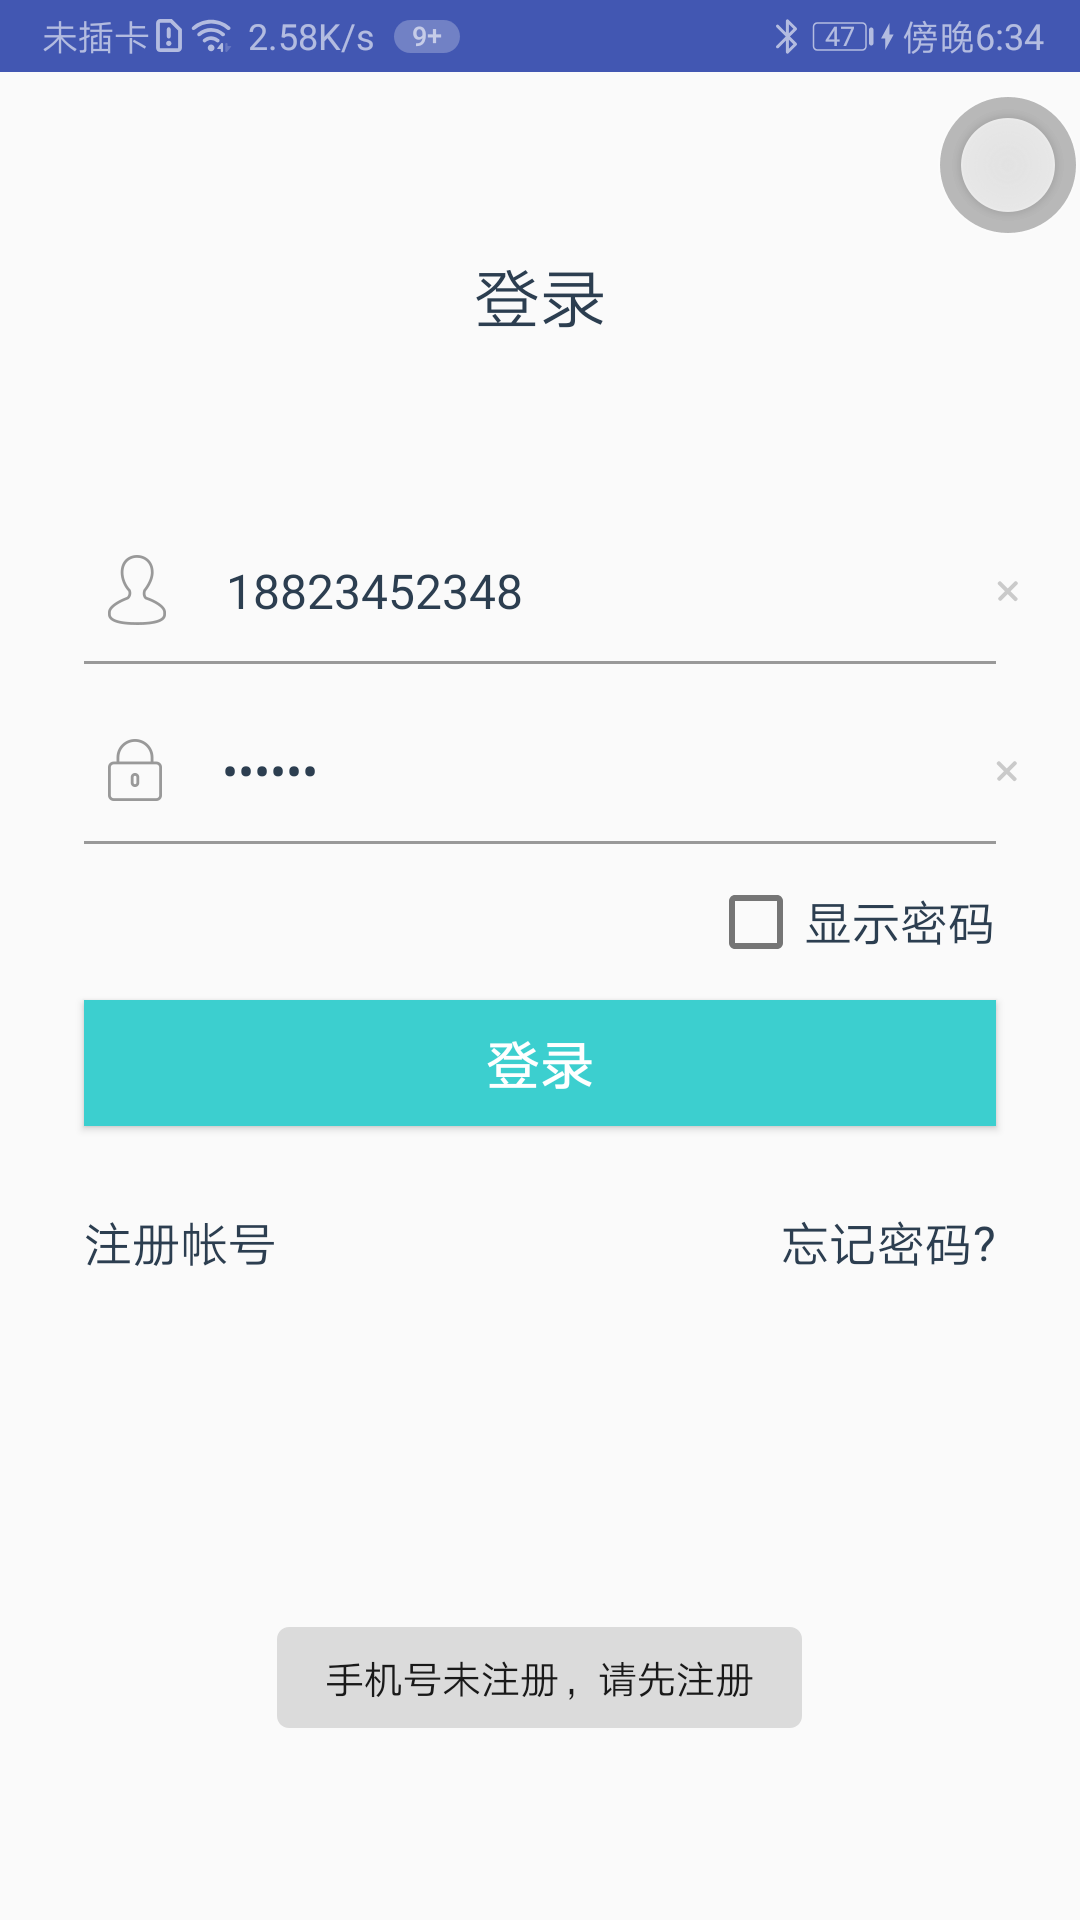 未插卡 2.58K/s 9+ 47 傍晚6:34
登录
18823452348
••••••
显示密码
登录
注册帐号 忘记密码?
手机号未注册，请先注册